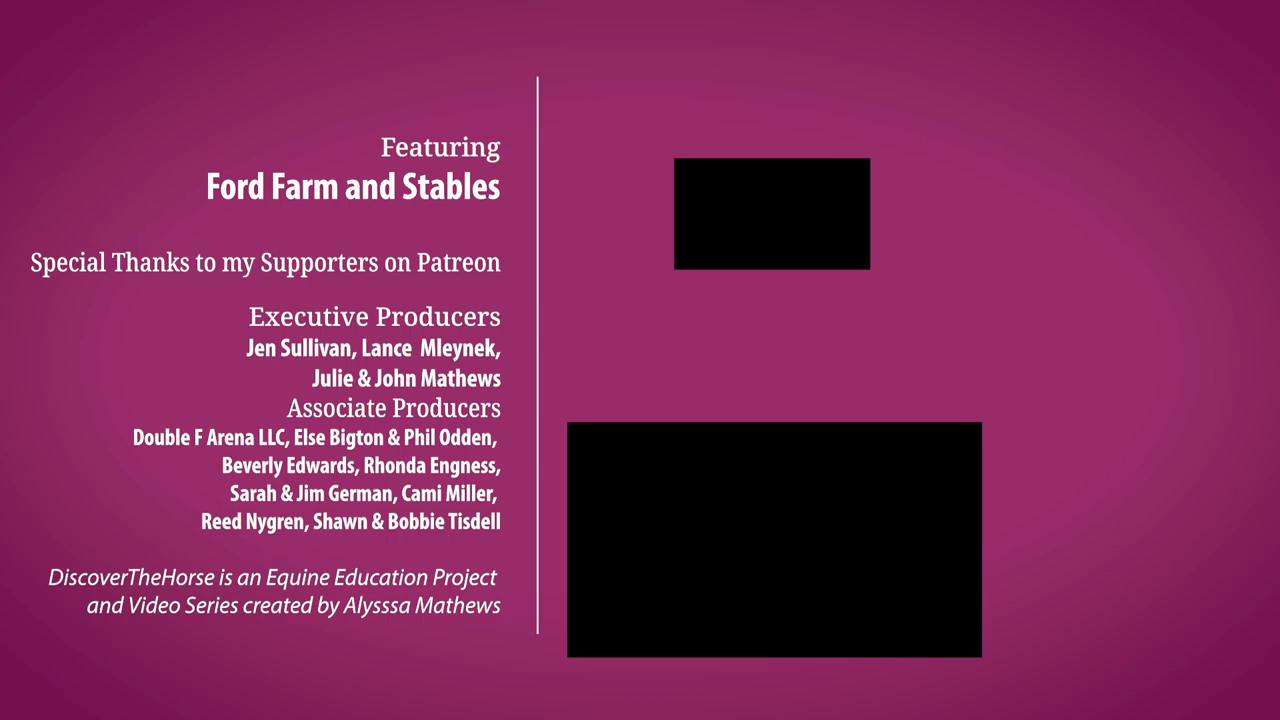 Featuring
Ford Farm and Stables
Special Thanks to my Supporters on Patreon
Executive Producers
Jen Sullivan, Lance Mleynek,
Julie & John Mathews
Associate Producers
Double F Arena LLC, Else Bigton & Phil Odden,
Beverly Edwards, Rhonda Engness,
Sarah & Jim German, Cami Miller,
Reed Nygren, Shawn & Bobbie Tisdell
DiscoverTheHorse is an Equine Education Project
and Video Series created by Alysssa Mathews